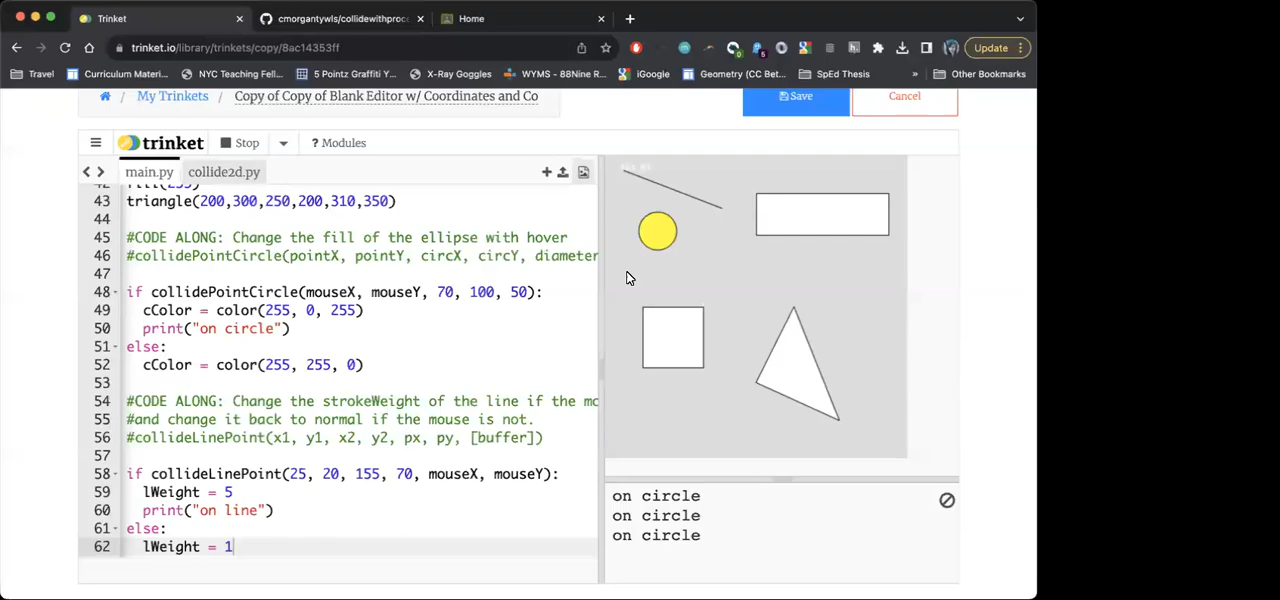 Trinket
cmorgantywls/collidewithproc
Home
trinket.io/library/trinkets/copy/8ac14353ff
Update
Travel
Curriculum Materi...
NYC Teaching Fell...
5 Pointz Graffiti Y...
X-Ray Goggles
WYMS - 88Nine R...
iGoogle
Geometry (CC Bet...
SpEd Thesis
»
Other Bookmarks
/ My Trinkets / Copy of Copy of Blank Editor w/ Coordinates and Co
Save
Cancel
trinket
Stop
? Modules
main.py
collide2d.py
42 fill(255)
43 triangle(200,300,250,200,310,350)
44
45 #CODE ALONG: Change the fill of the ellipse with hover
46 #collidePointCircle(pointX, pointY, circX, circY, diameter
47
48 if collidePointCircle(mouseX, mouseY, 70, 100, 50):
49 cColor = color(255, 0, 255)
50 print("on circle")
51 else:
52 cColor = color(255, 255, 0)
53
54 #CODE ALONG: Change the strokeWeight of the line if the mo
55 #and change it back to normal if the mouse is not.
56 #collideLinePoint(x1, y1, x2, y2, px, py, [buffer])
57
58 if collideLinePoint(25, 20, 155, 70, mouseX, mouseY):
59 lWeight = 5
60 print("on line")
61 else:
62 lWeight = 1
on circle
on circle
on circle